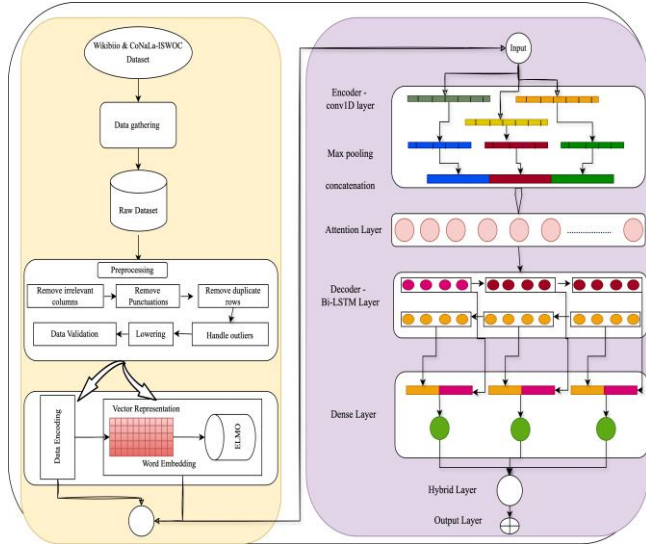 Wikibiio & CoNaLa-ISWOC
Dataset
Data gathering
Raw Dataset
Preprocessing
Remove irrelevant
columns
Remove
Punctuations
Remove duplicate
rows
Data Validation
Lowering
Handle outliers
Data Encoding
Vector Representation
ELMO
Word Embedding
Input
Encoder -
conv1D layer
Max pooling
concatenation
Attention Layer
....................
Decoder -
Bi-LSTM Layer
Dense Layer
Hybrid Layer
Output Layer